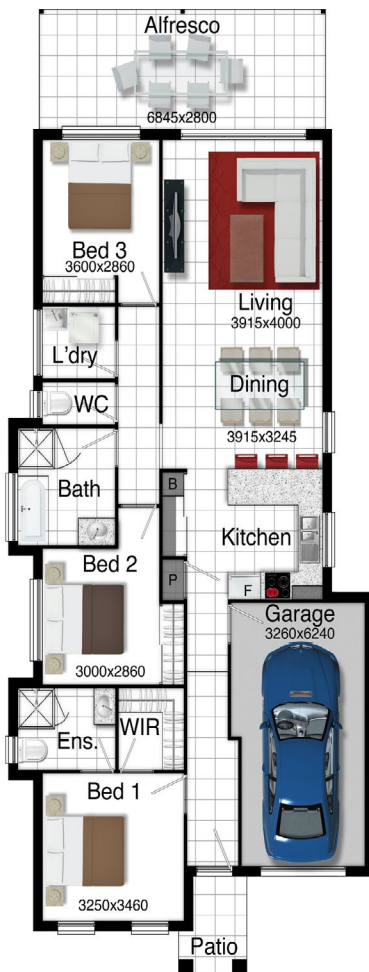 Alfresco
6845x2800
Bed 3
3600x2860
Living
3915x4000
L'dry
Dining
WC
3915x3245
Bath
B
Kitchen
Bed 2
P
F
Garage
3260x6240
3000x2860
Ens.
WIR
Bed 1
3250x3460
Patio